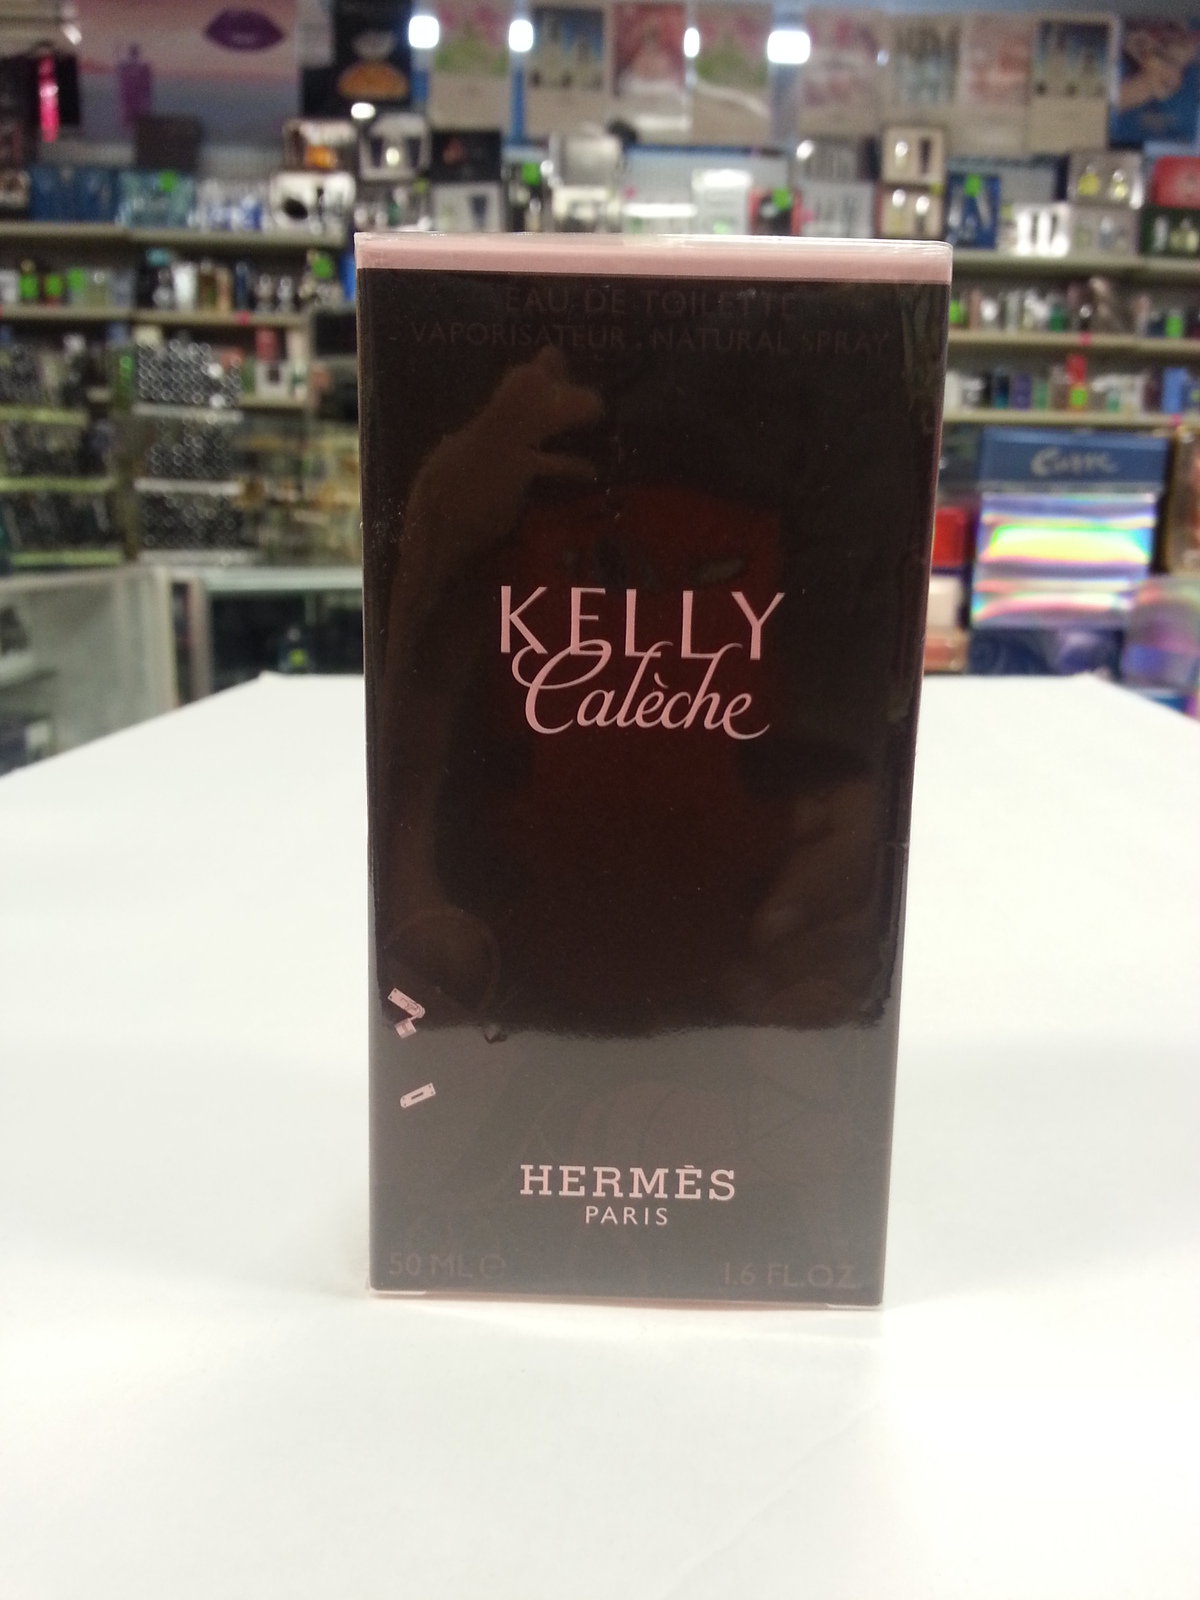 EAU DE TOILETTE
VAPORISATEUR . NATURAL SPRAY
KELLY
Calèche
HERMÈS
PARIS
50 ML ℮
1.6 FL.OZ